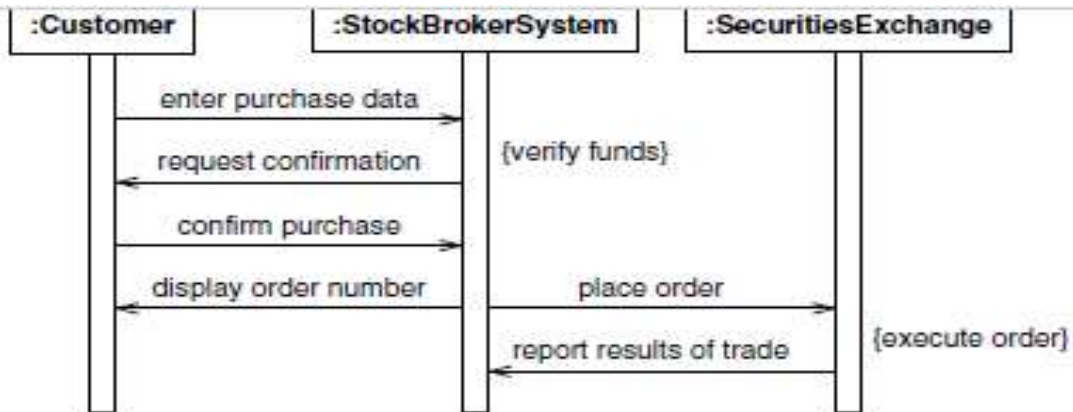 :Customer :StockBrokerSystem :SecuritiesExchange
enter purchase data
{verify funds}
request confirmation
confirm purchase
display order number place order
{execute order}
report results of trade